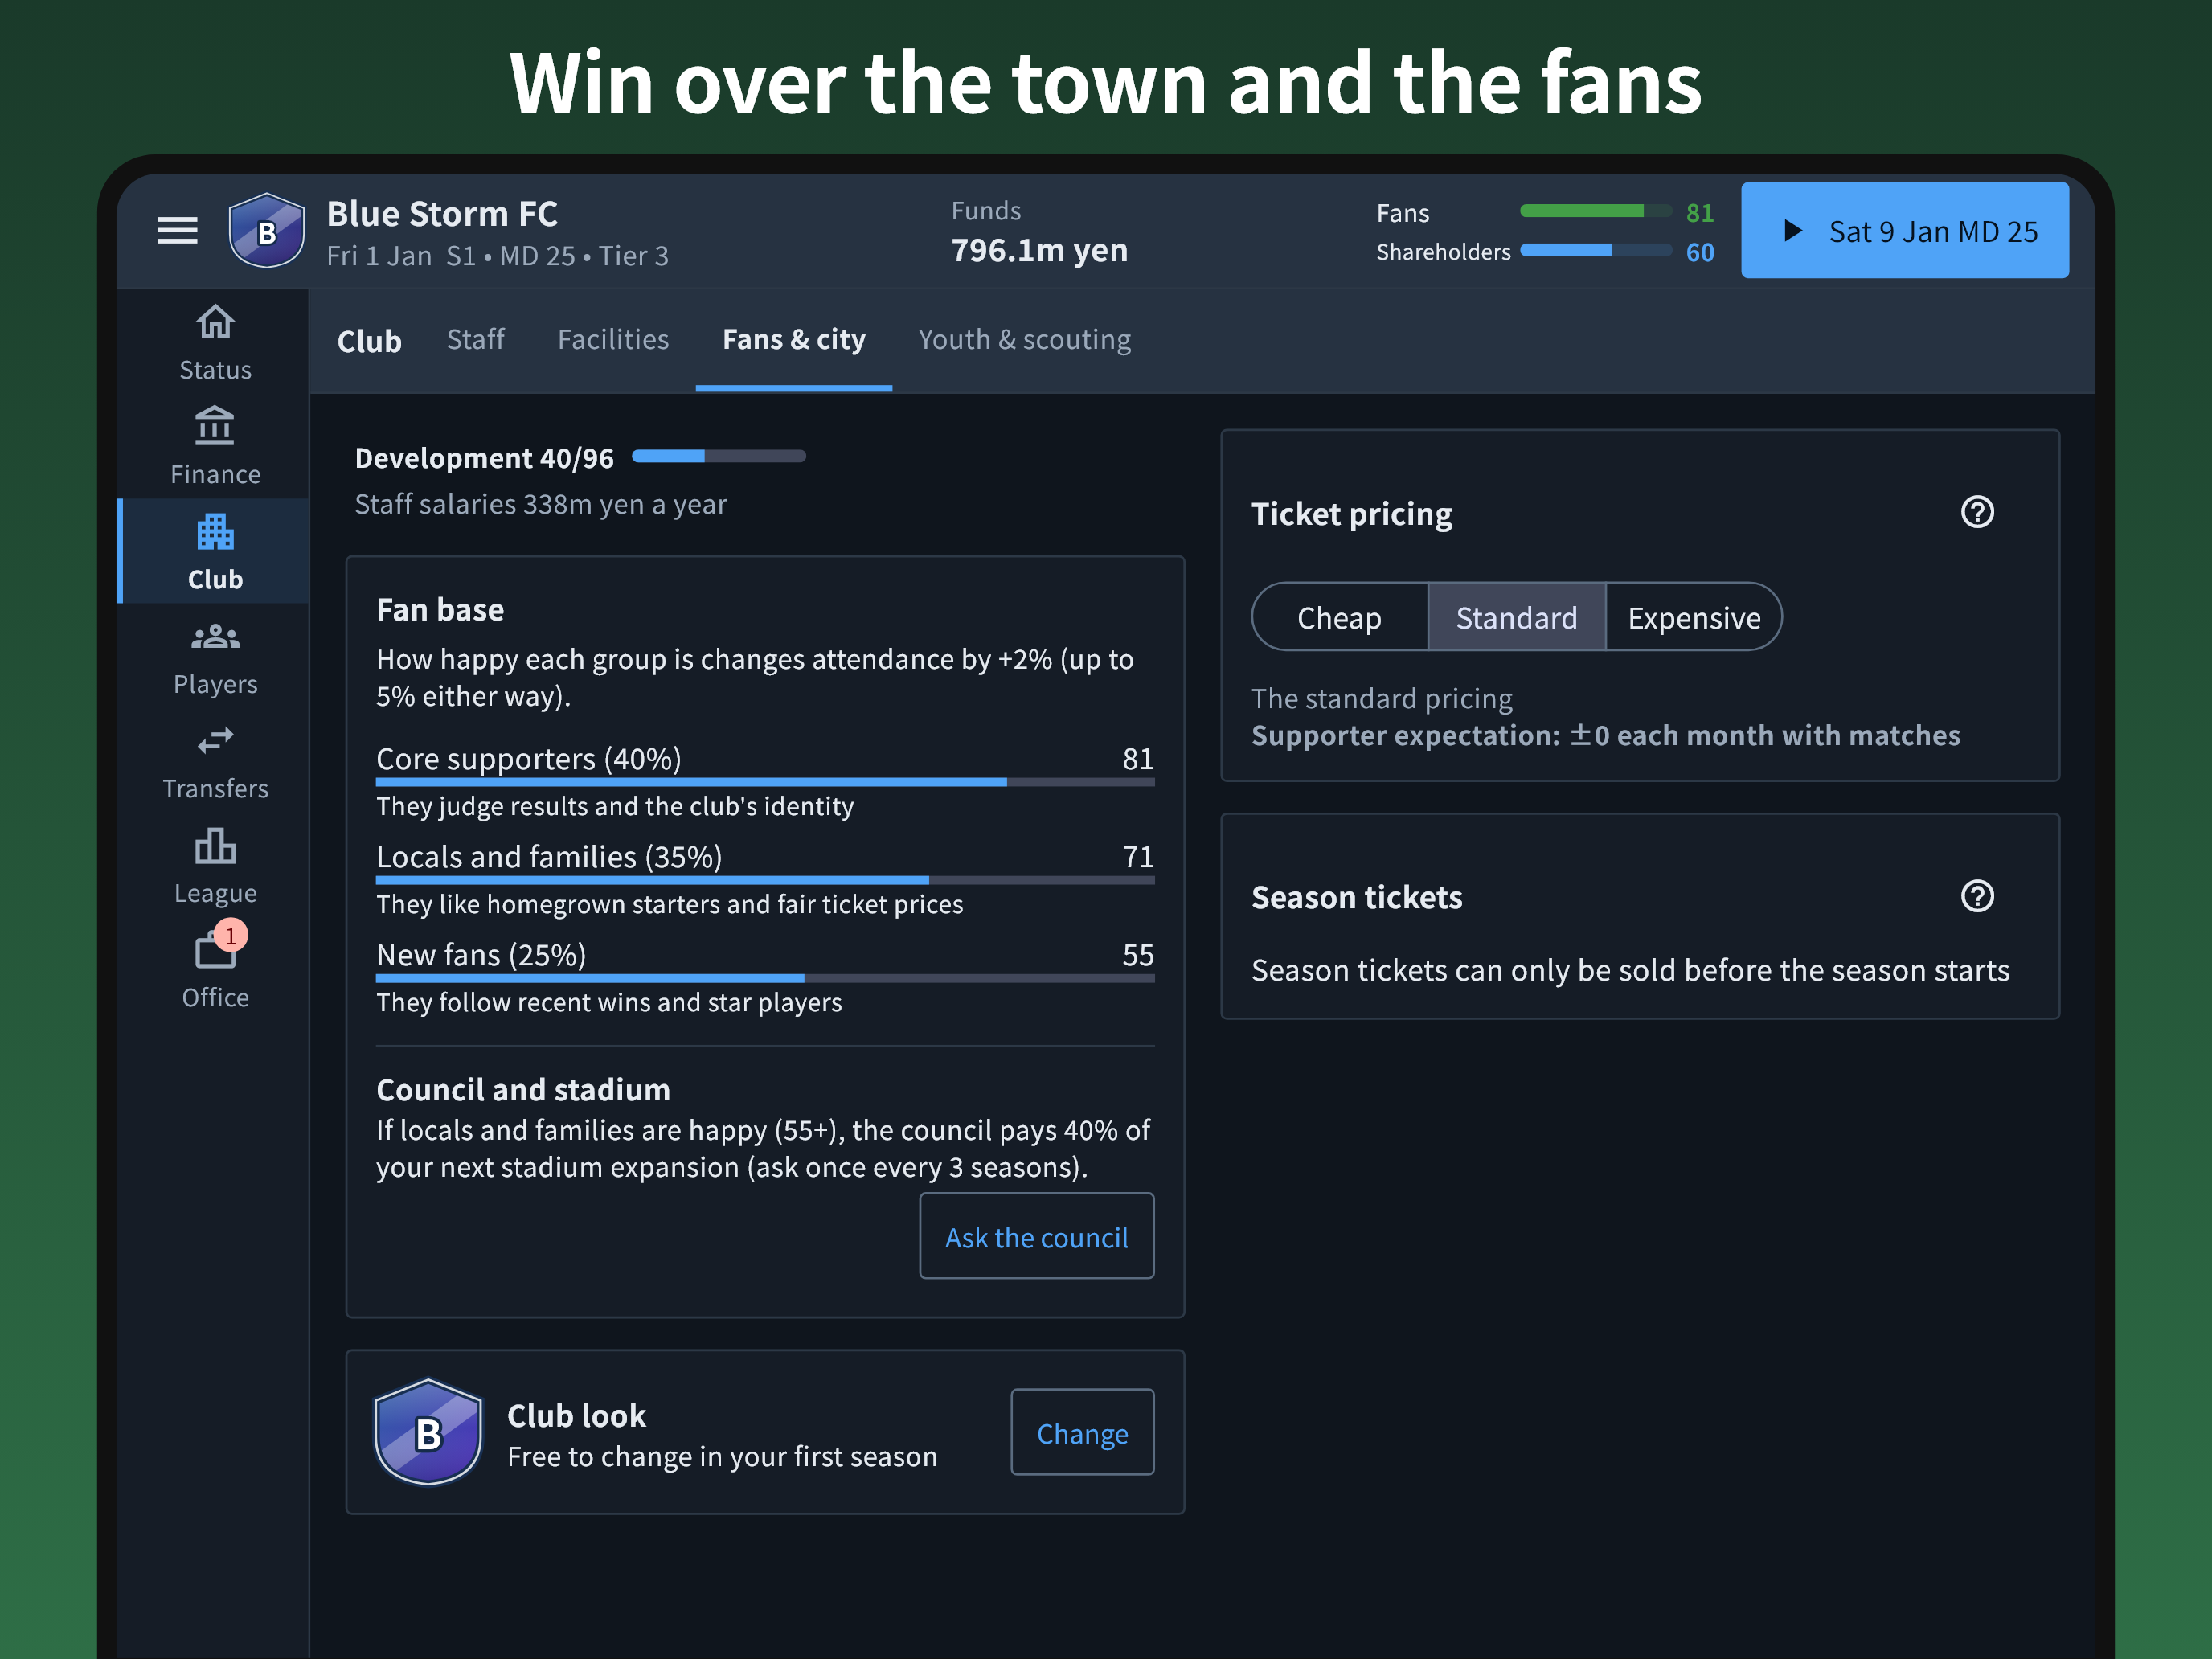 Win over the town and the fans
B
Blue Storm FC
Fri 1 Jan S1 • MD 25 • Tier 3
Funds
796.1m yen
Fans 81
Shareholders 60
Sat 9 Jan MD 25
Status
Finance
Club
Players
Transfers
League
1
Office
Club Staff Facilities Fans & city Youth & scouting
Development 40/96
Staff salaries 338m yen a year
Fan base
How happy each group is changes attendance by +2% (up to
5% either way).
Core supporters (40%) 81
They judge results and the club's identity
Locals and families (35%) 71
They like homegrown starters and fair ticket prices
New fans (25%) 55
They follow recent wins and star players
Council and stadium
If locals and families are happy (55+), the council pays 40% of
your next stadium expansion (ask once every 3 seasons).
Ask the council
B
Club look
Free to change in your first season
Change
Ticket pricing ?
Cheap Standard Expensive
The standard pricing
Supporter expectation: ±0 each month with matches
Season tickets ?
Season tickets can only be sold before the season starts